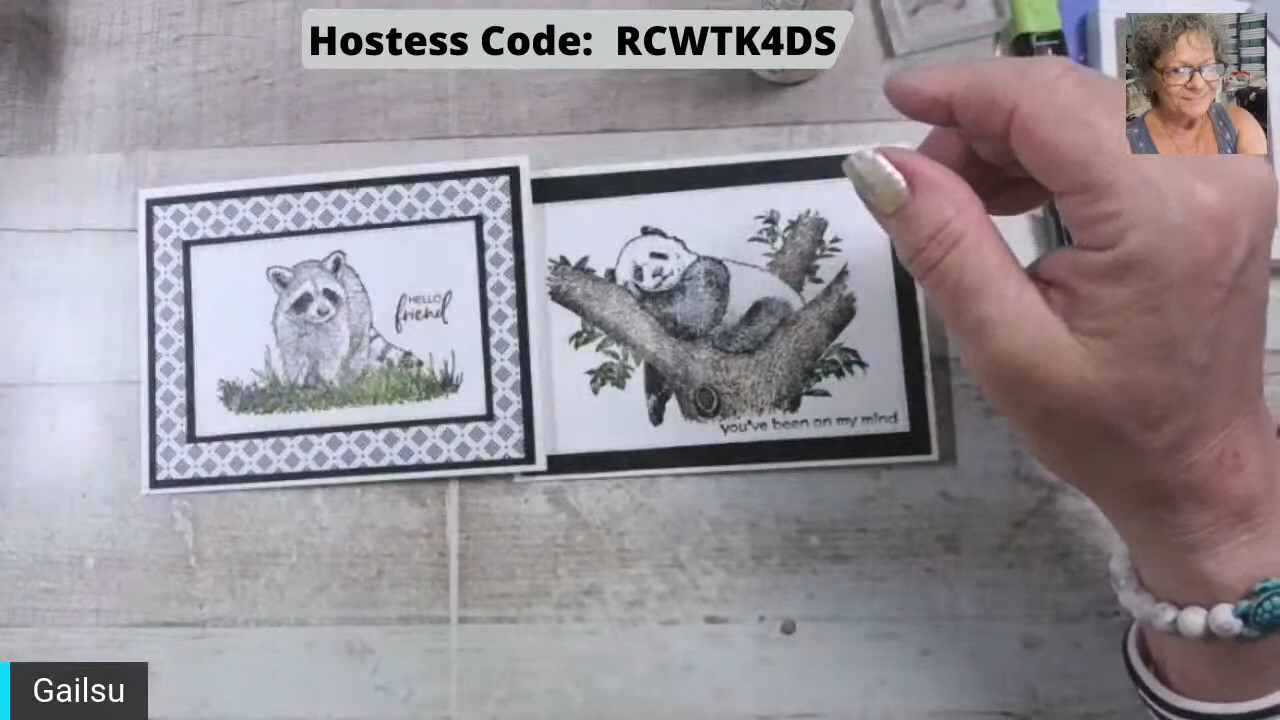 Hostess Code: RCWTK4DS
HELLO
friend
you've been on my mind
Gailsu